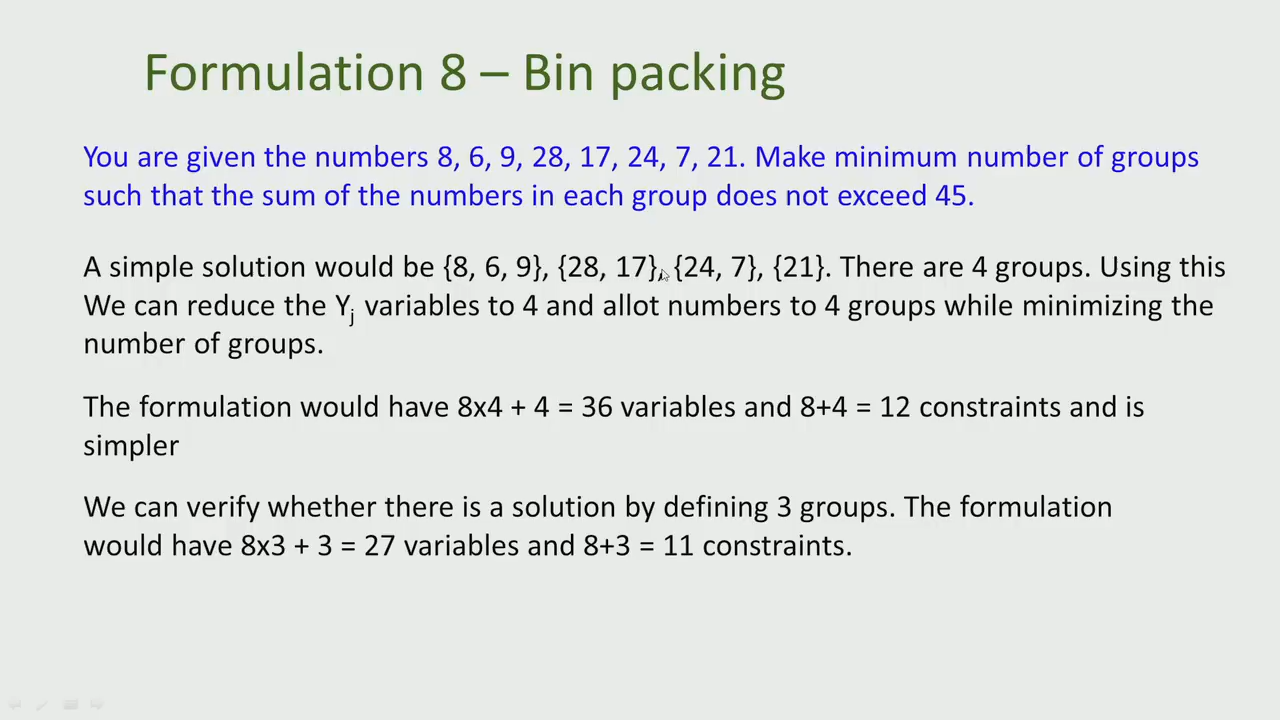 Formulation 8 – Bin packing
You are given the numbers 8, 6, 9, 28, 17, 24, 7, 21. Make minimum number of groups
such that the sum of the numbers in each group does not exceed 45.
A simple solution would be {8, 6, 9}, {28, 17}, {24, 7}, {21}. There are 4 groups. Using this
We can reduce the Yj variables to 4 and allot numbers to 4 groups while minimizing the
number of groups.
The formulation would have 8x4 + 4 = 36 variables and 8+4 = 12 constraints and is
simpler
We can verify whether there is a solution by defining 3 groups. The formulation
would have 8x3 + 3 = 27 variables and 8+3 = 11 constraints.